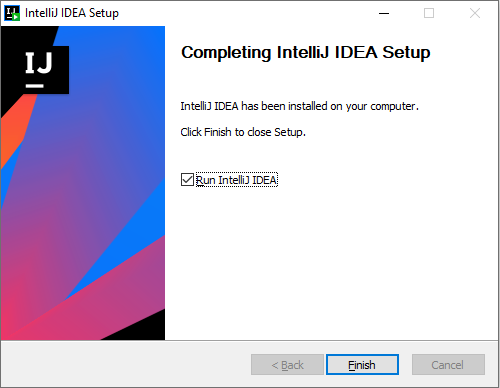 IntelliJ IDEA Setup
IJ
Completing IntelliJ IDEA Setup
IntelliJ IDEA has been installed on your computer.
Click Finish to close Setup.
Run IntelliJ IDEA
< Back
Finish
Cancel